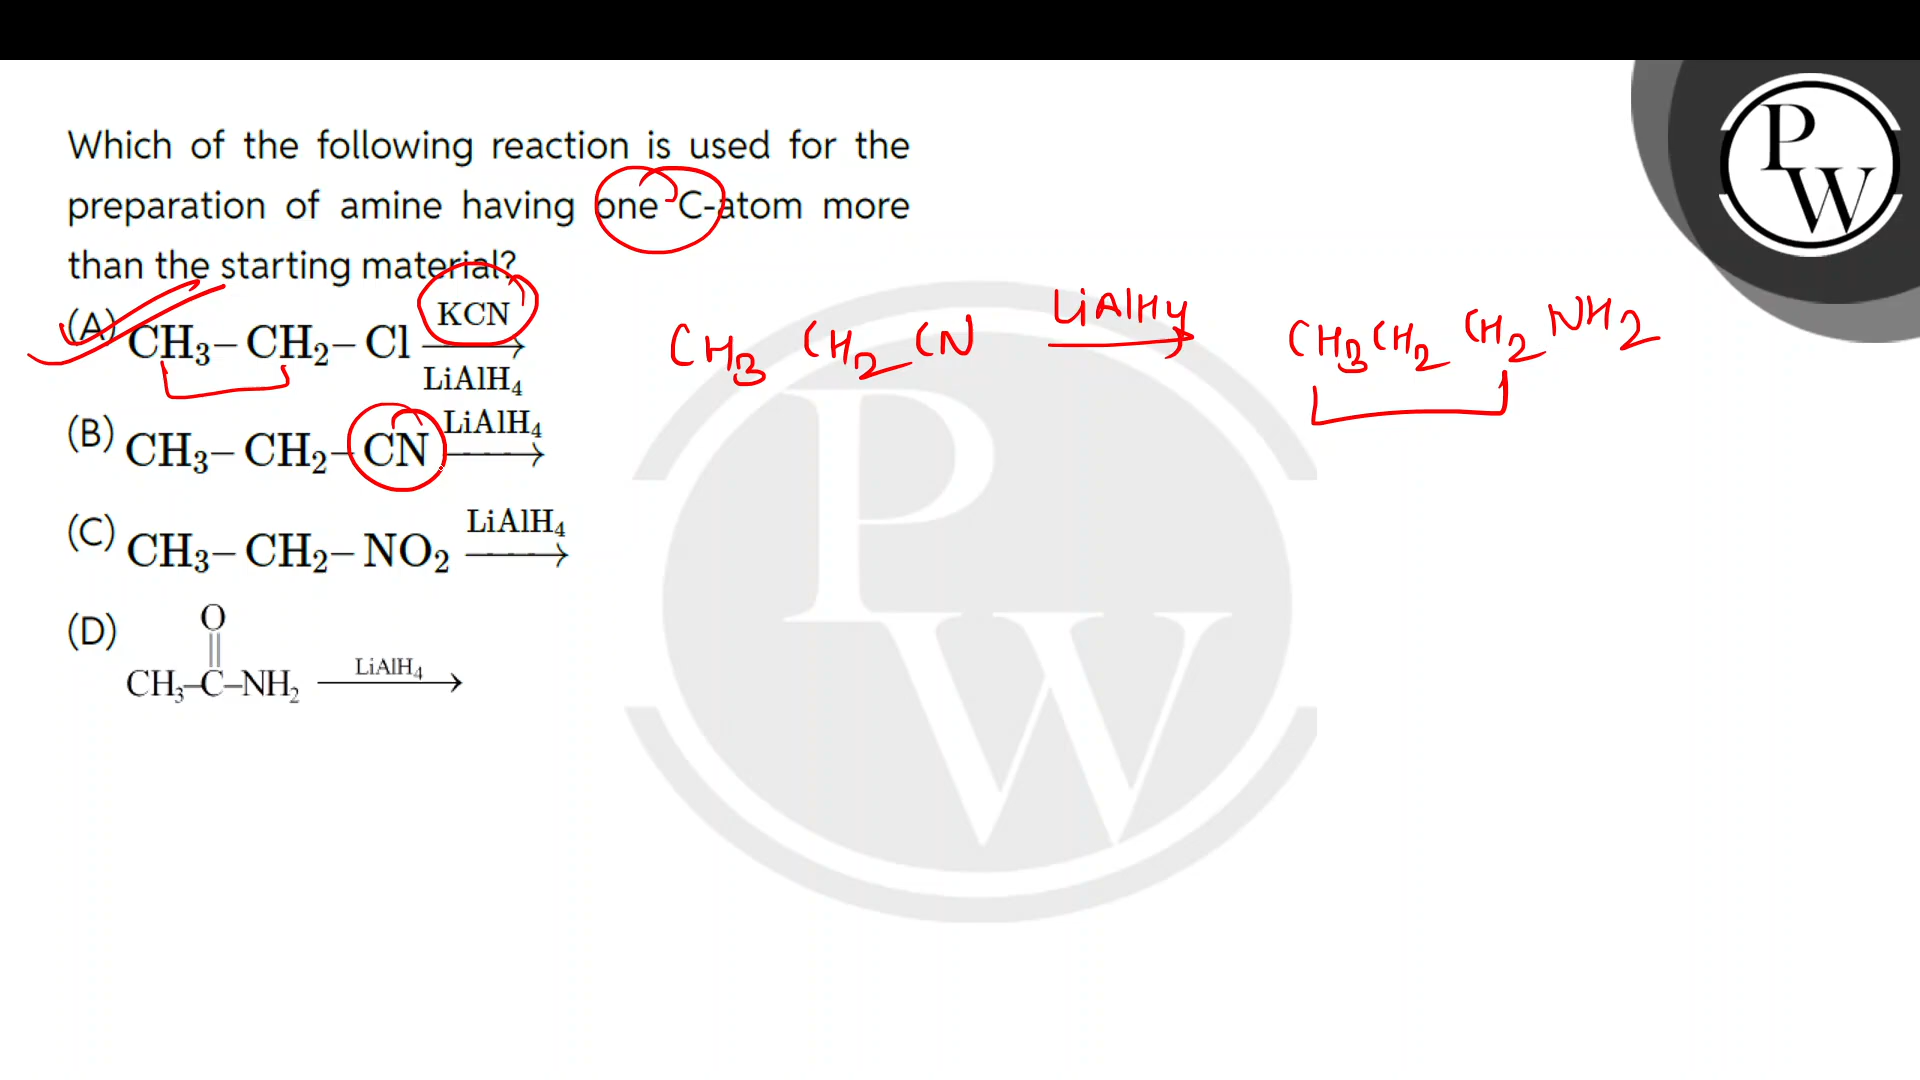 Which of the following reaction is used for the
preparation of amine having one C-atom more
than the starting material?
(A) CH₃–CH₂–Cl KCN LiAlH₄
(B) CH₃–CH₂–CN LiAlH₄
(C) CH₃–CH₂–NO₂ LiAlH₄
(D) CH₃–C–NH₂ O LiAlH₄
CH₃ CH₂ CN LiAlH₄ CH₃ CH₂ CH₂ NH₂
P
W
P
W